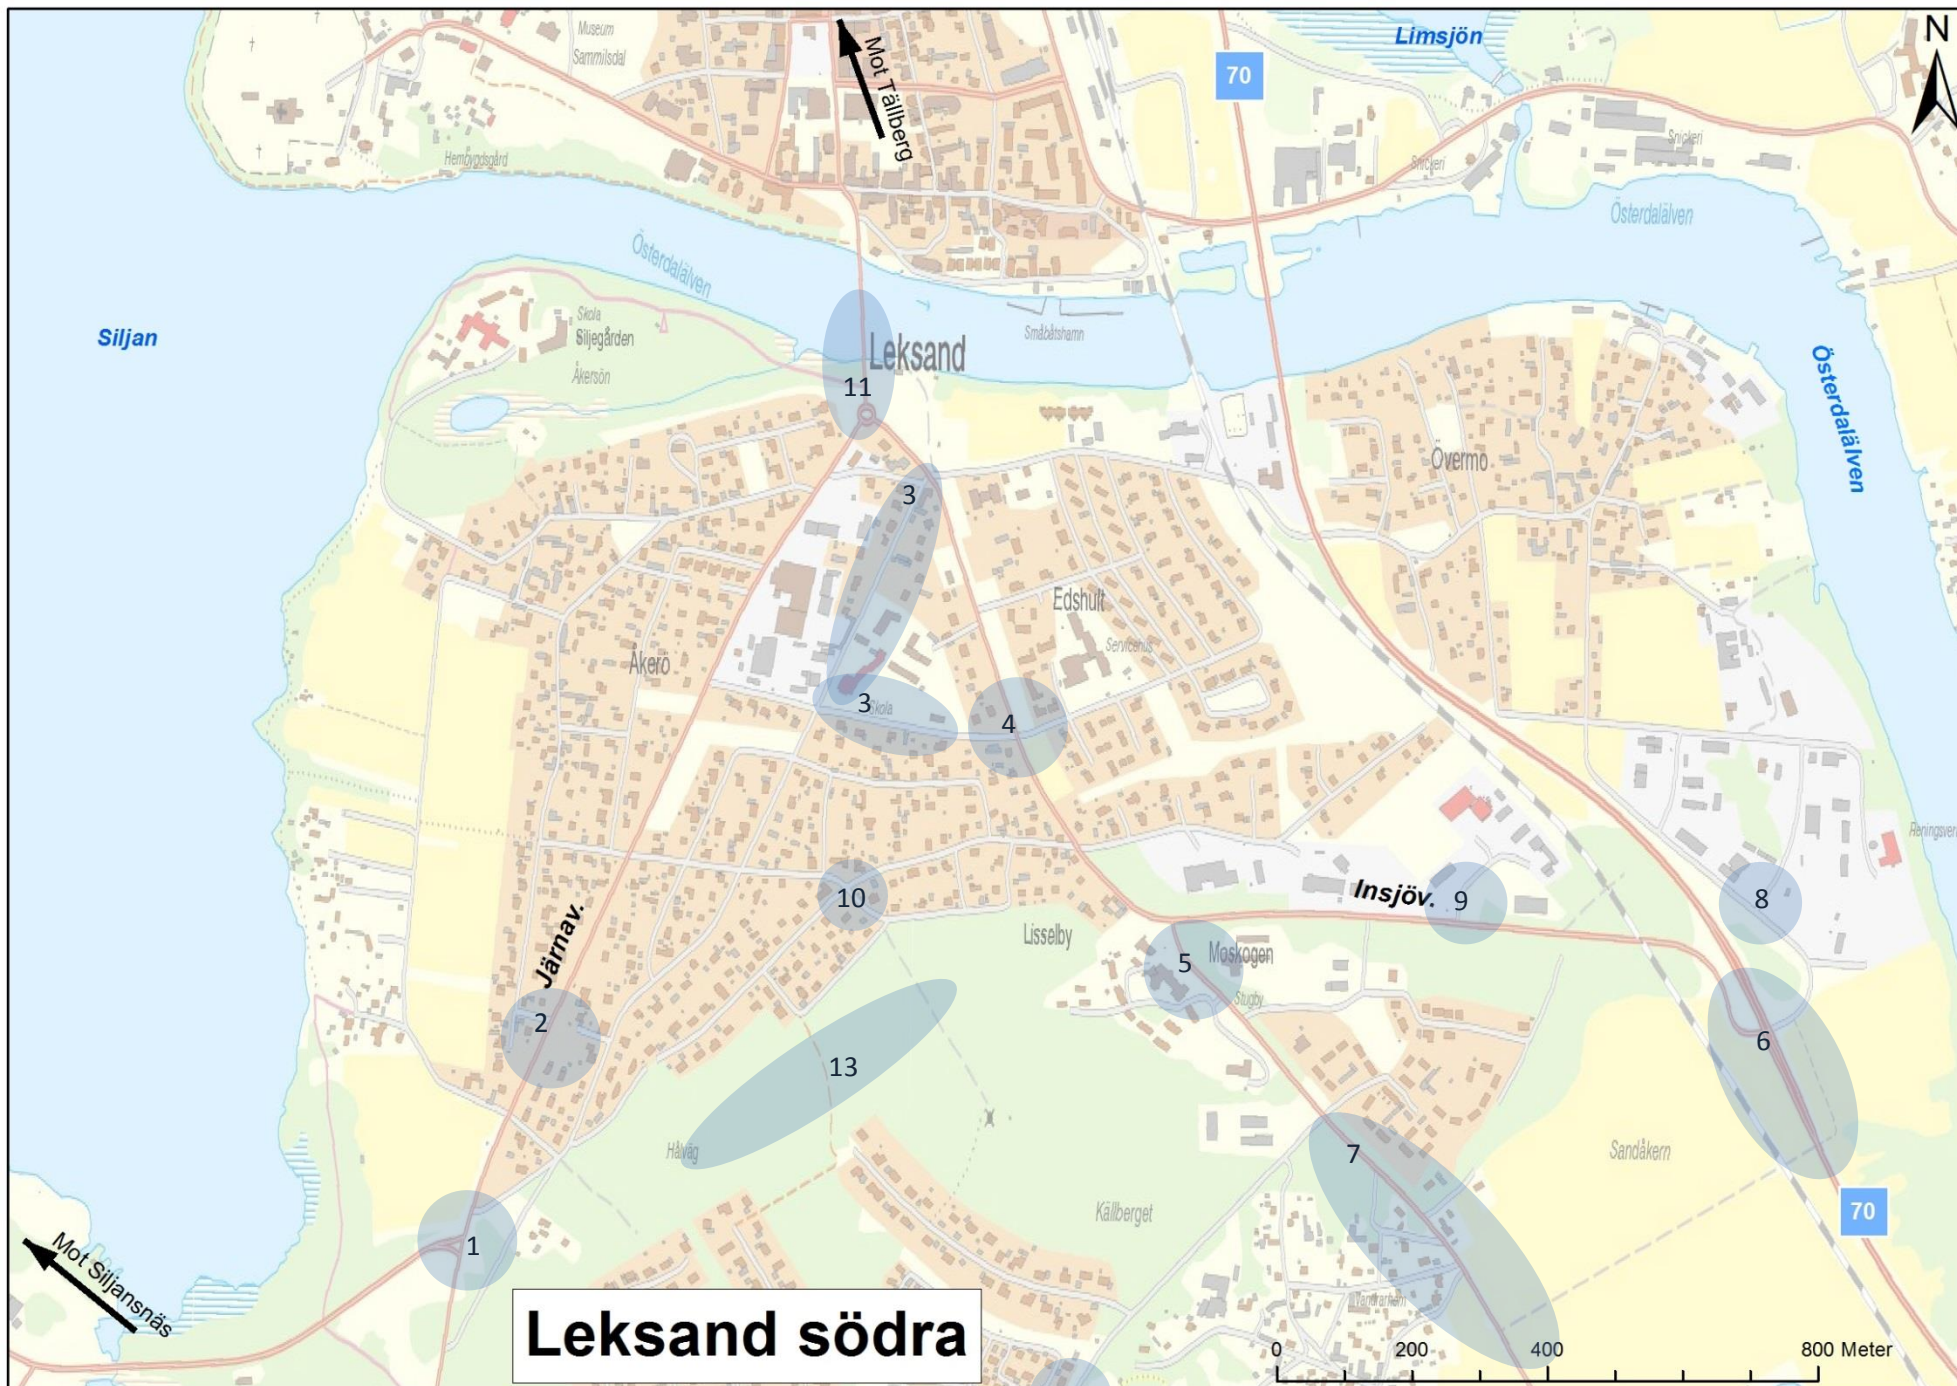 Museum
Sammilsdal
Mot Tällberg
70
Limsjön
N
Snickeri
Snickeri
Hembygdsgård
Österdalälven
Österdalälven
Siljan
Skola
Siljegården
Åkersön
Leksand
Småbåtshamn
Österdalälven
11
3
Övermo
Edshult
Servicehus
Åkerö
3
Skola
4
10
Järnav.
Lisselby
Insjöv.
9
8
5
Moskogen
Stugby
2
13
6
Hålväg
7
Sandåkern
Källberget
70
1
Mot Siljansnäs
Vandrarhem
Leksand södra
0 200 400 800 Meter